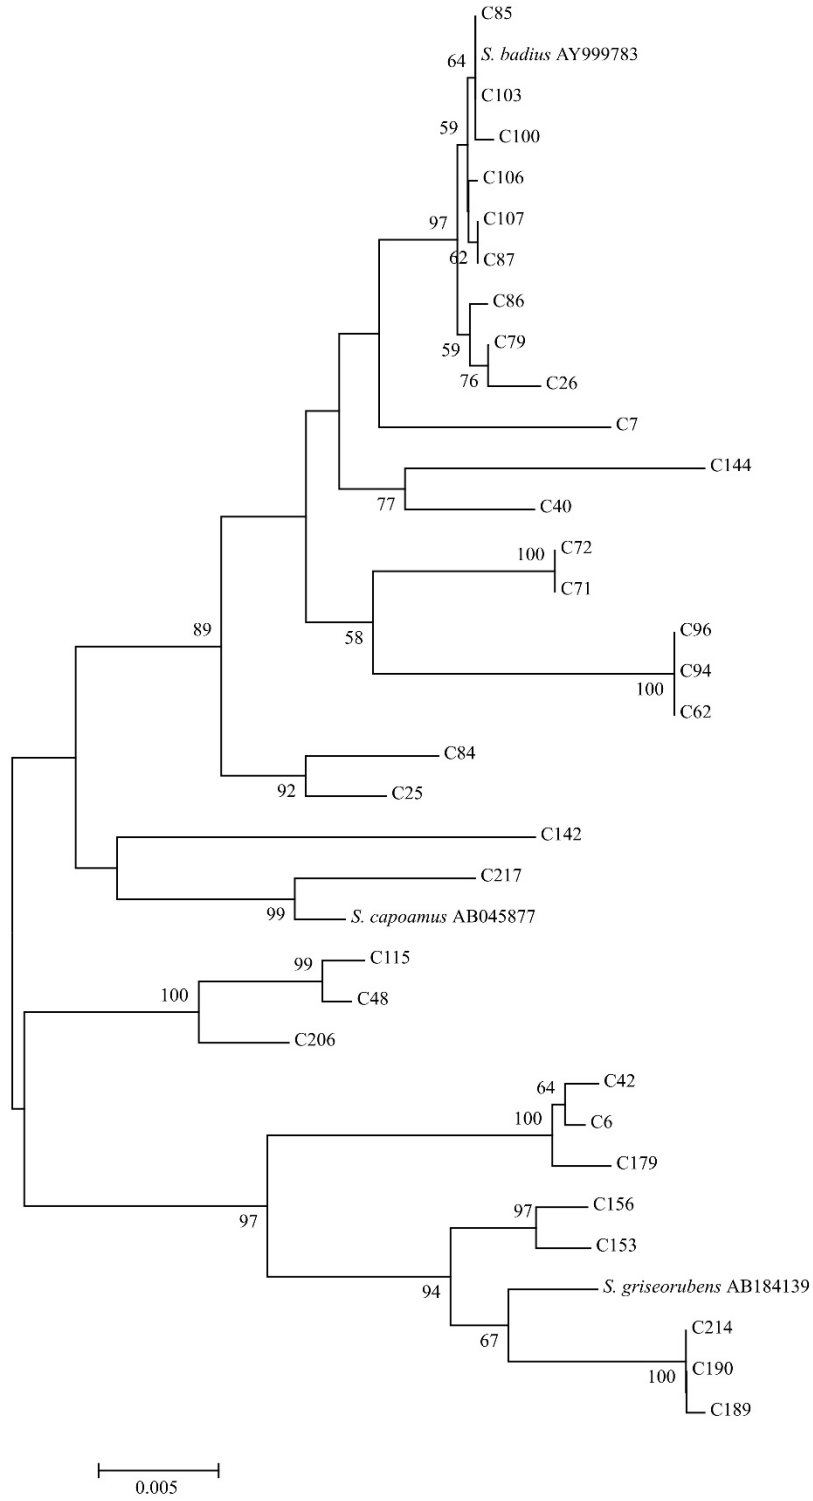 C85
64
S. badius AY999783
C103
59
C100
C106
97
C107
62
C87
C86
59
C79
76
C26
C7
C144
77
C40
100
C72
C71
89
58
C96
C94
100
C62
C84
92
C25
C142
C217
99
S. capoamus AB045877
99
C115
100
C48
C206
64
C42
100
C6
C179
97
97
C156
C153
94
S. griseorubens AB184139
67
C214
100
C190
C189
0.005